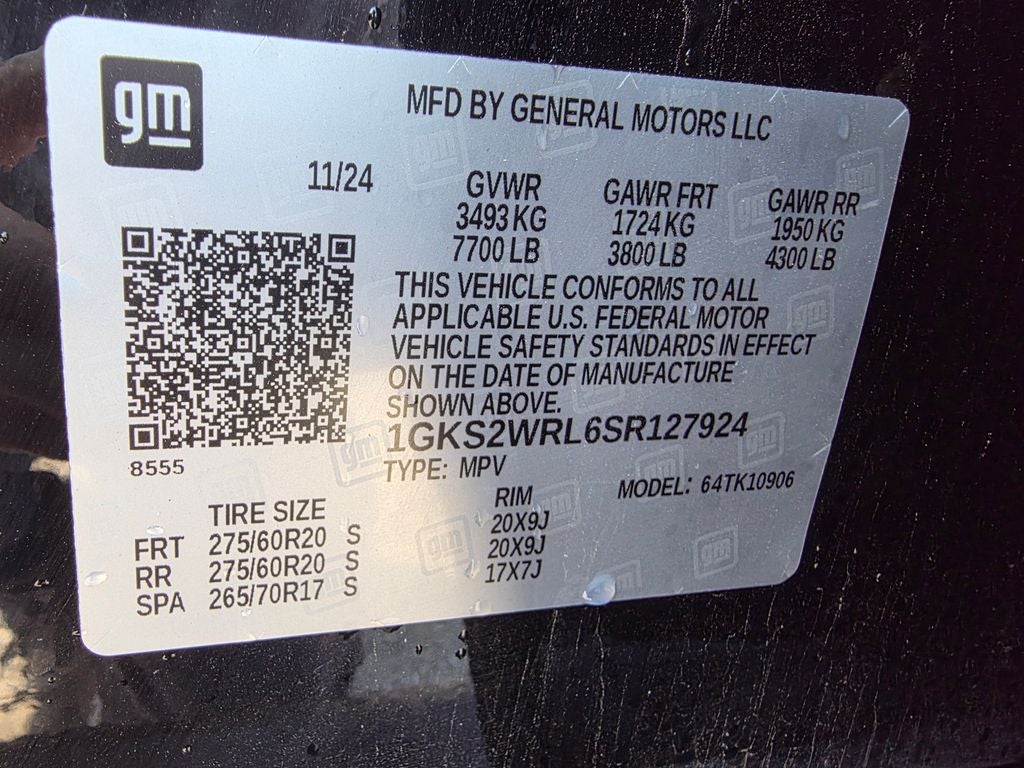 gm
MFD BY GENERAL MOTORS LLC
11/24
GVWR GAWR FRT GAWR RR
3493 KG 1724 KG 1950 KG
7700 LB 3800 LB 4300 LB
THIS VEHICLE CONFORMS TO ALL
APPLICABLE U.S. FEDERAL MOTOR
VEHICLE SAFETY STANDARDS IN EFFECT
ON THE DATE OF MANUFACTURE
SHOWN ABOVE.
1GKS2WRL6SR127924
8555
TYPE: MPV MODEL: 64TK10906
TIRE SIZE RIM
FRT 275/60R20 S 20X9J
RR 275/60R20 S 20X9J
SPA 265/70R17 S 17X7J